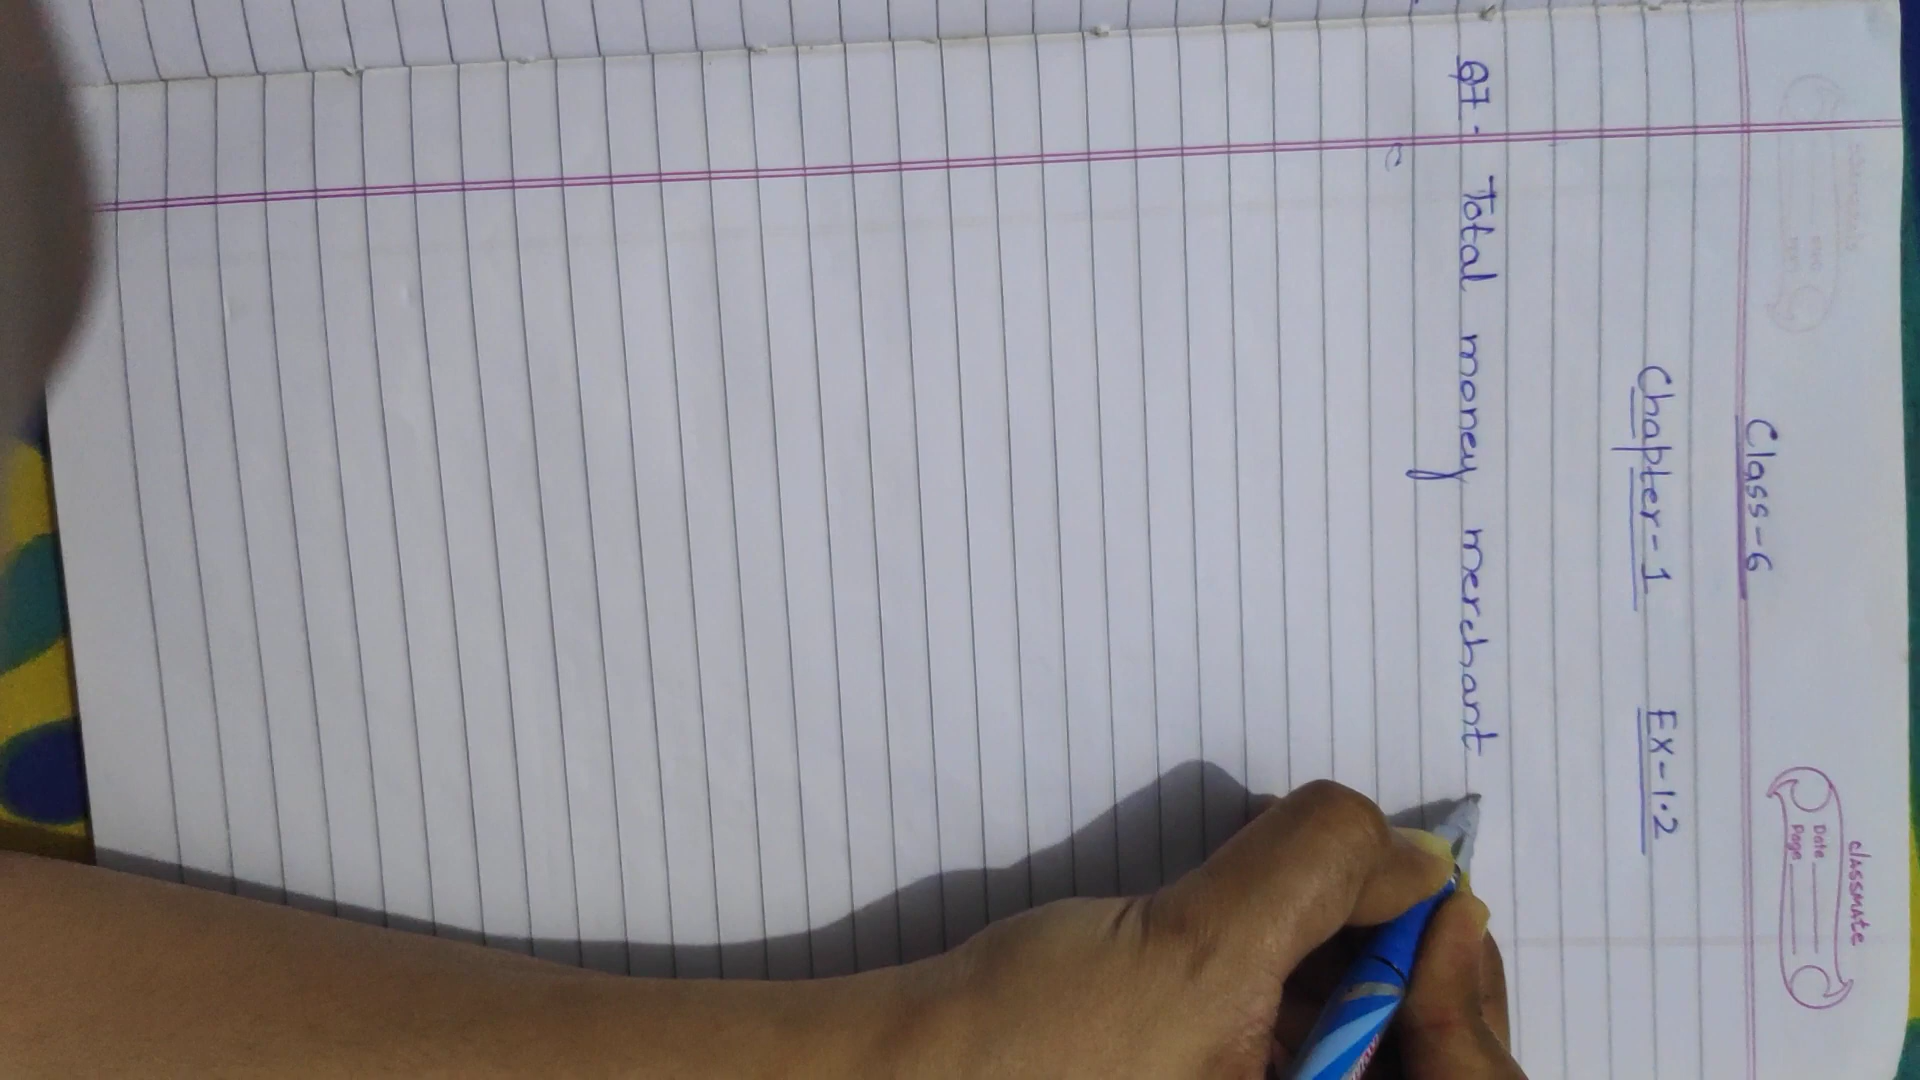 classmate
Date
Page
Class-6
Chapter-1 Ex-1.2
Q7. Total money merchant